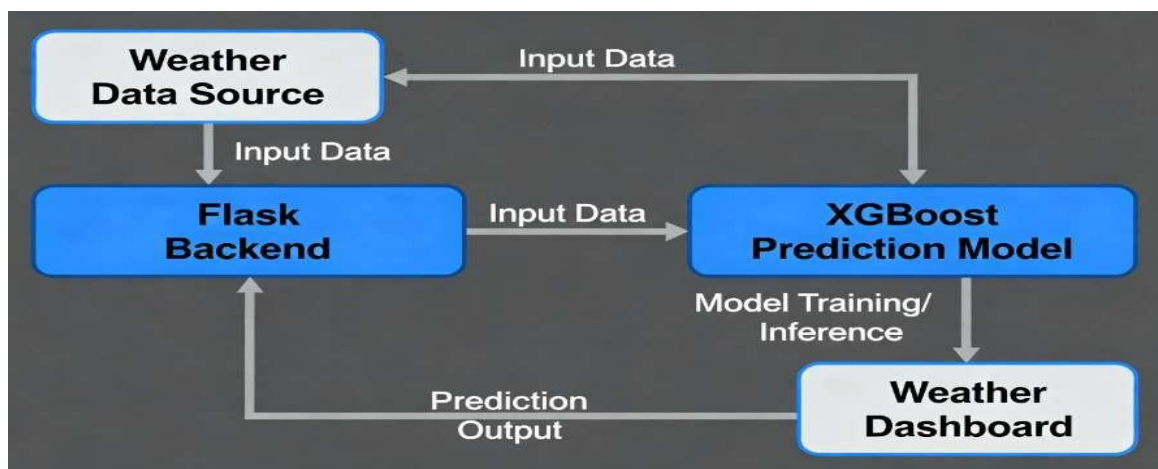 Weather
Data Source
Input Data
Input Data
Flask
Backend
Input Data
XGBoost
Prediction Model
Model Training/
Inference
Weather
Dashboard
Prediction
Output